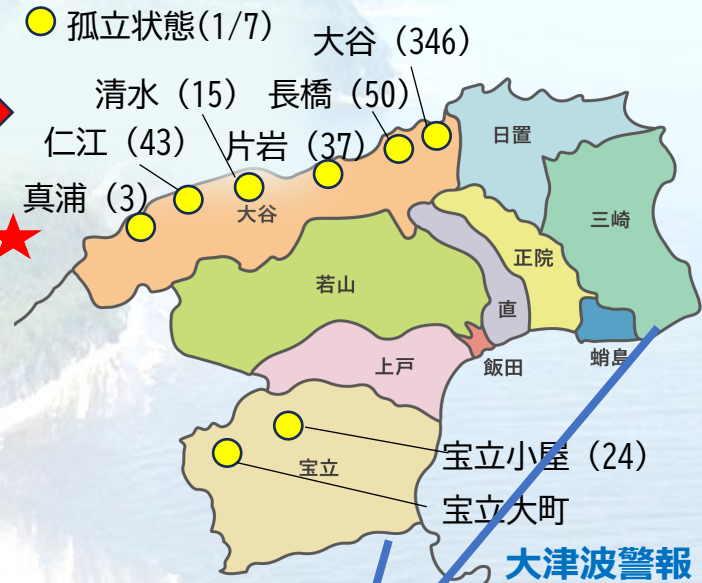 孤立状態(1/7)
大谷（346）
清水（15）
長橋（50）
仁江（43）
片岩（37）
真浦（3）
日置
大谷
三崎
正院
若山
直
上戸
飯田
蛸島
宝立
宝立小屋（24）
宝立大町
大津波警報